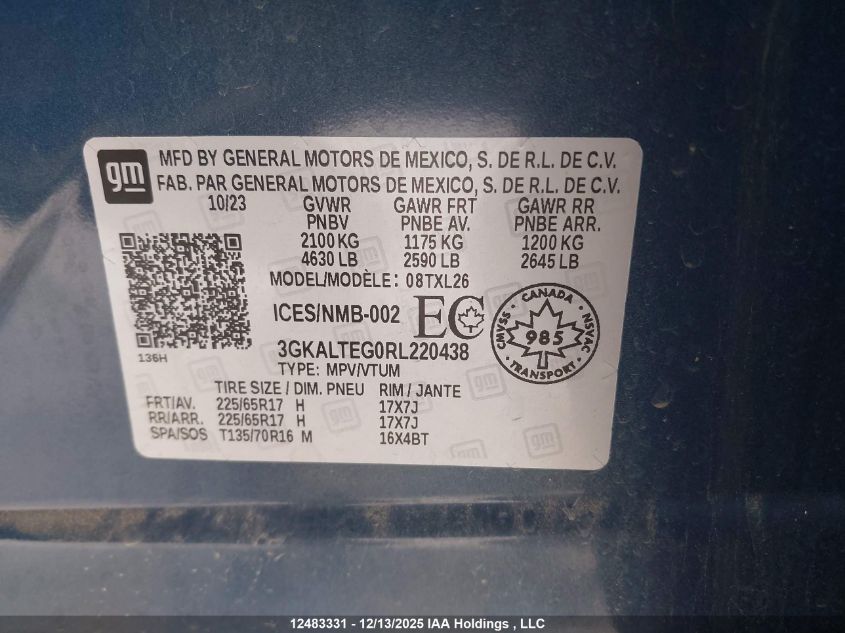 gm
MFD BY GENERAL MOTORS DE MEXICO, S. DE R.L. DE C.V.
FAB. PAR GENERAL MOTORS DE MEXICO, S. DE R.L. DE C.V.
10/23 GVWR GAWR FRT GAWR RR
PNBV PNBE AV. PNBE ARR.
2100 KG 1175 KG 1200 KG
4630 LB 2590 LB 2645 LB
MODEL/MODÈLE: 08TXL26
ICES/NMB-002 EC
CANADA
CMVSS 985 NSVAC
TRANSPORT
3GKALTEG0RL220438
136H
TYPE: MPV/VTUM
TIRE SIZE / DIM. PNEU RIM / JANTE
FRT/AV. 225/65R17 H 17X7J
RR/ARR. 225/65R17 H 17X7J
SPA/SOS T135/70R16 M 16X4BT
12483331 - 12/13/2025 IAA Holdings , LLC